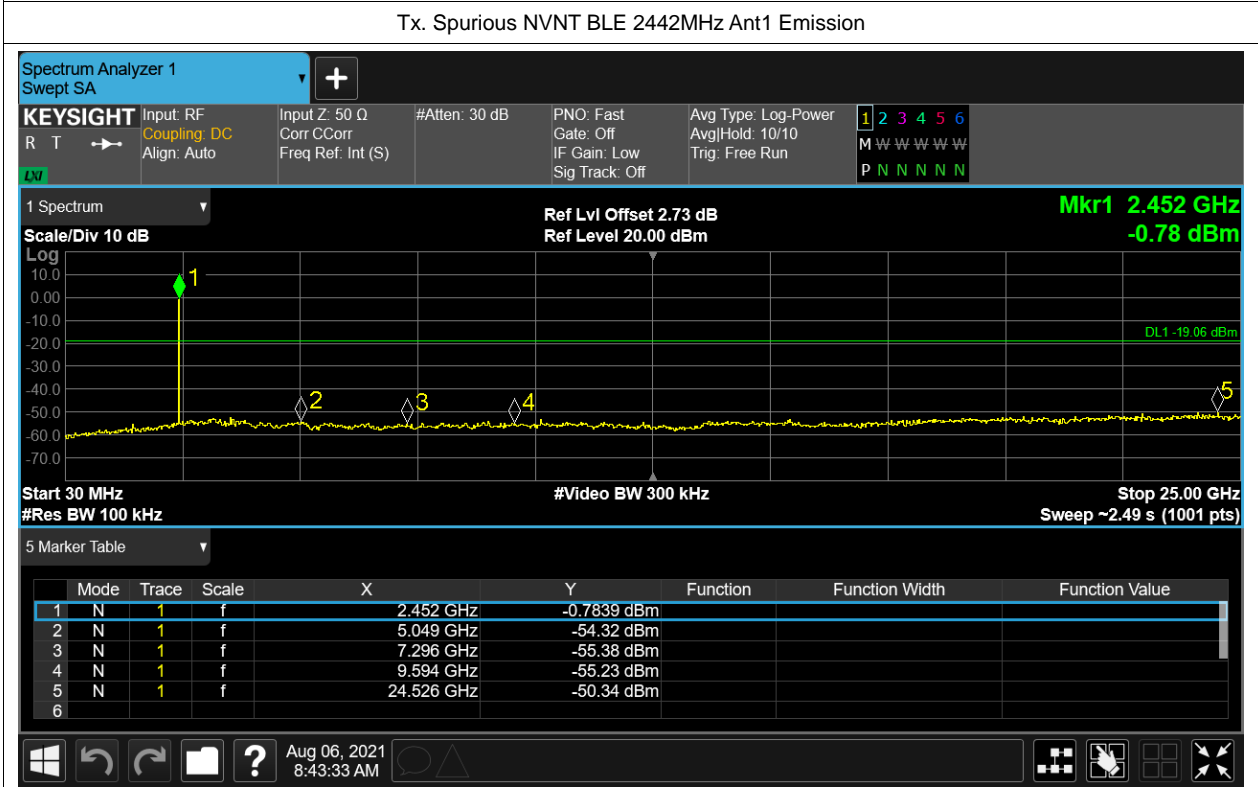 Tx. Spurious NVNT BLE 2442MHz Ant1 Emission
Spectrum Analyzer 1
Swept SA
+
KEYSIGHT
R T
LXI
Input: RF
Coupling: DC
Align: Auto
Input Z: 50 Ω
Corr CCorr
Freq Ref: Int (S)
#Atten: 30 dB
PNO: Fast
Gate: Off
IF Gain: Low
Sig Track: Off
Avg Type: Log-Power
Avg|Hold: 10/10
Trig: Free Run
1 2 3 4 5 6
M W W W W W
P N N N N N
1 Spectrum
Scale/Div 10 dB
Ref Lvl Offset 2.73 dB
Ref Level 20.00 dBm
Mkr1 2.452 GHz
-0.78 dBm
Log
10.0
0.00
-10.0
-20.0
-30.0
-40.0
-50.0
-60.0
-70.0
1
DL1 -19.06 dBm
2
3
4
5
Start 30 MHz
#Video BW 300 kHz
Stop 25.00 GHz
#Res BW 100 kHz
Sweep ~2.49 s (1001 pts)
5 Marker Table
Mode Trace Scale X Y Function Function Width Function Value
1 N 1 f 2.452 GHz -0.7839 dBm
2 N 1 f 5.049 GHz -54.32 dBm
3 N 1 f 7.296 GHz -55.38 dBm
4 N 1 f 9.594 GHz -55.23 dBm
5 N 1 f 24.526 GHz -50.34 dBm
6
?
Aug 06, 2021
8:43:33 AM